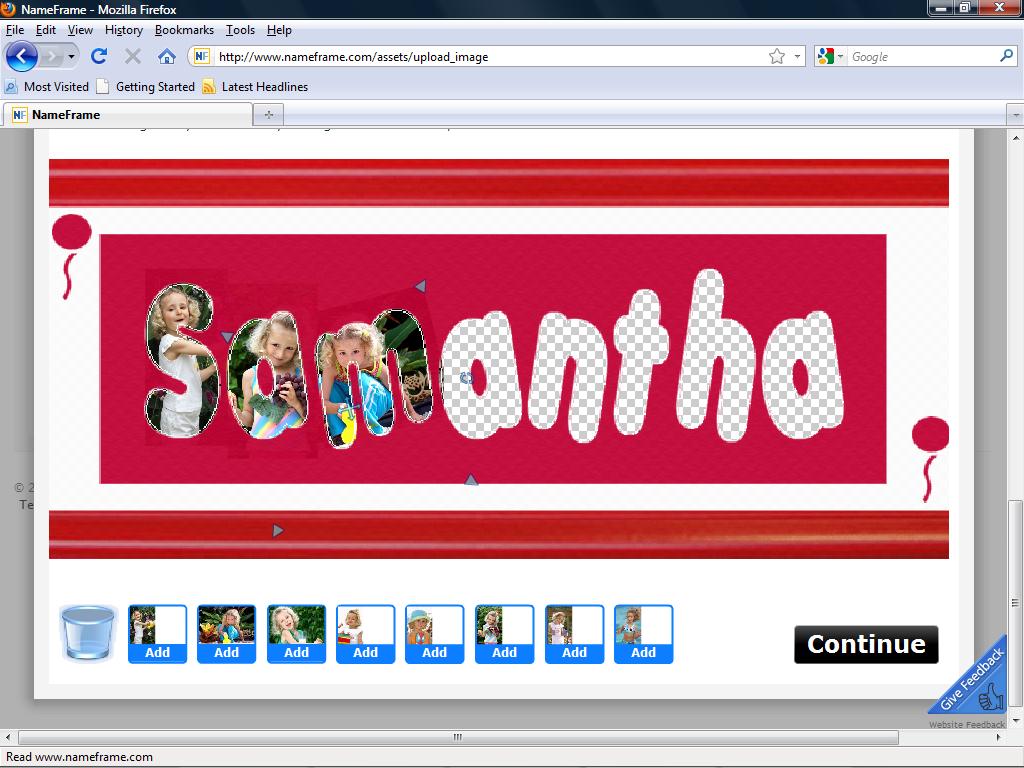 NameFrame - Mozilla Firefox
File Edit View History Bookmarks Tools Help
NF http://www.nameframe.com/assets/upload_image Google
Most Visited Getting Started Latest Headlines
NF NameFrame
Samantha
© 2
Te
Add Add Add Add Add Add Add Add
Continue
Give Feedback
Website Feedback
Read www.nameframe.com